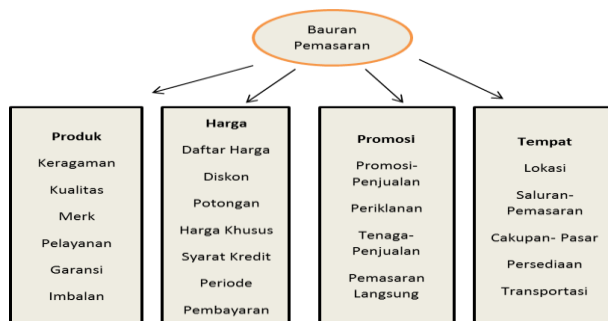 Bauran
Pemasaran
Produk
Keragaman
Kualitas
Merk
Pelayanan
Garansi
Imbalan
Harga
Daftar Harga
Diskon
Potongan
Harga Khusus
Syarat Kredit
Periode
Pembayaran
Promosi
Promosi-
Penjualan
Periklanan
Tenaga-
Penjualan
Pemasaran
Langsung
Tempat
Lokasi
Saluran-
Pemasaran
Cakupan- Pasar
Persediaan
Transportasi